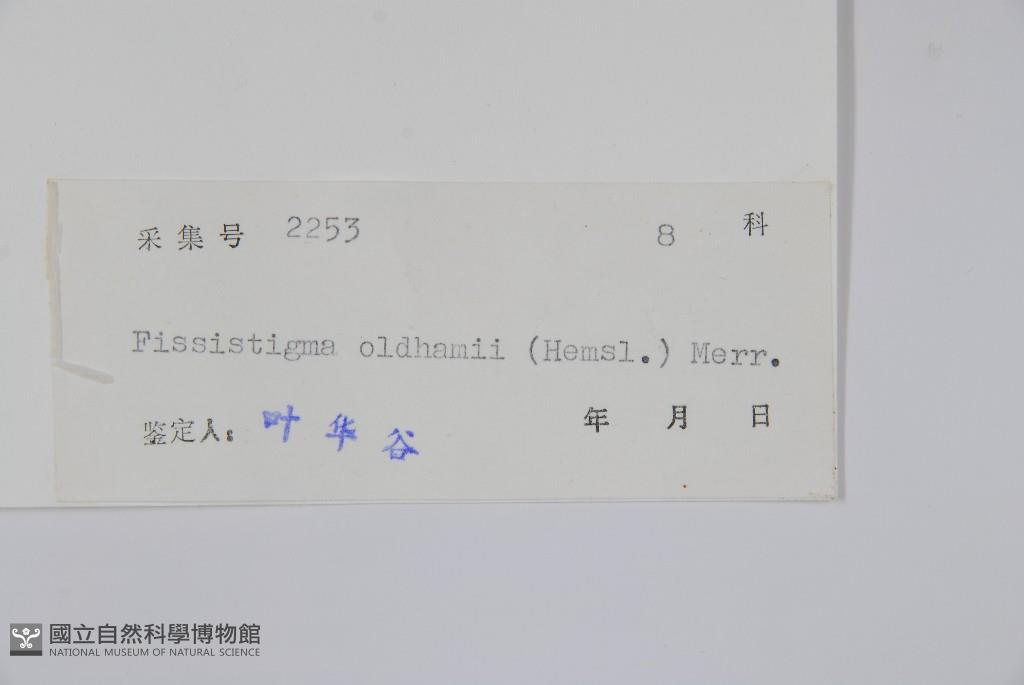 采集号 2253 8 科
Fissistigma oldhamii (Hemsl.) Merr.
鉴定人: 叶华谷 年 月 日
國立自然科學博物館
NATIONAL MUSEUM OF NATURAL SCIENCE